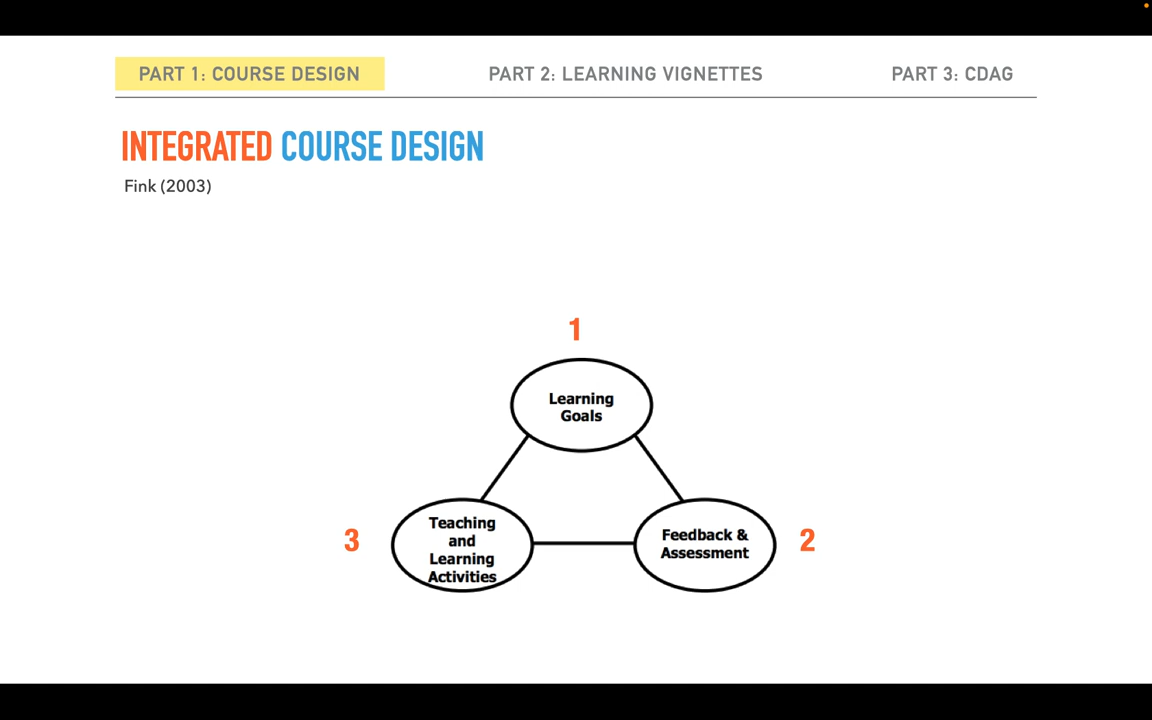 PART 1: COURSE DESIGN
PART 2: LEARNING VIGNETTES
PART 3: CDAG
INTEGRATED COURSE DESIGN
Fink (2003)
1
Learning
Goals
3
Teaching
and
Learning
Activities
Feedback &
Assessment
2